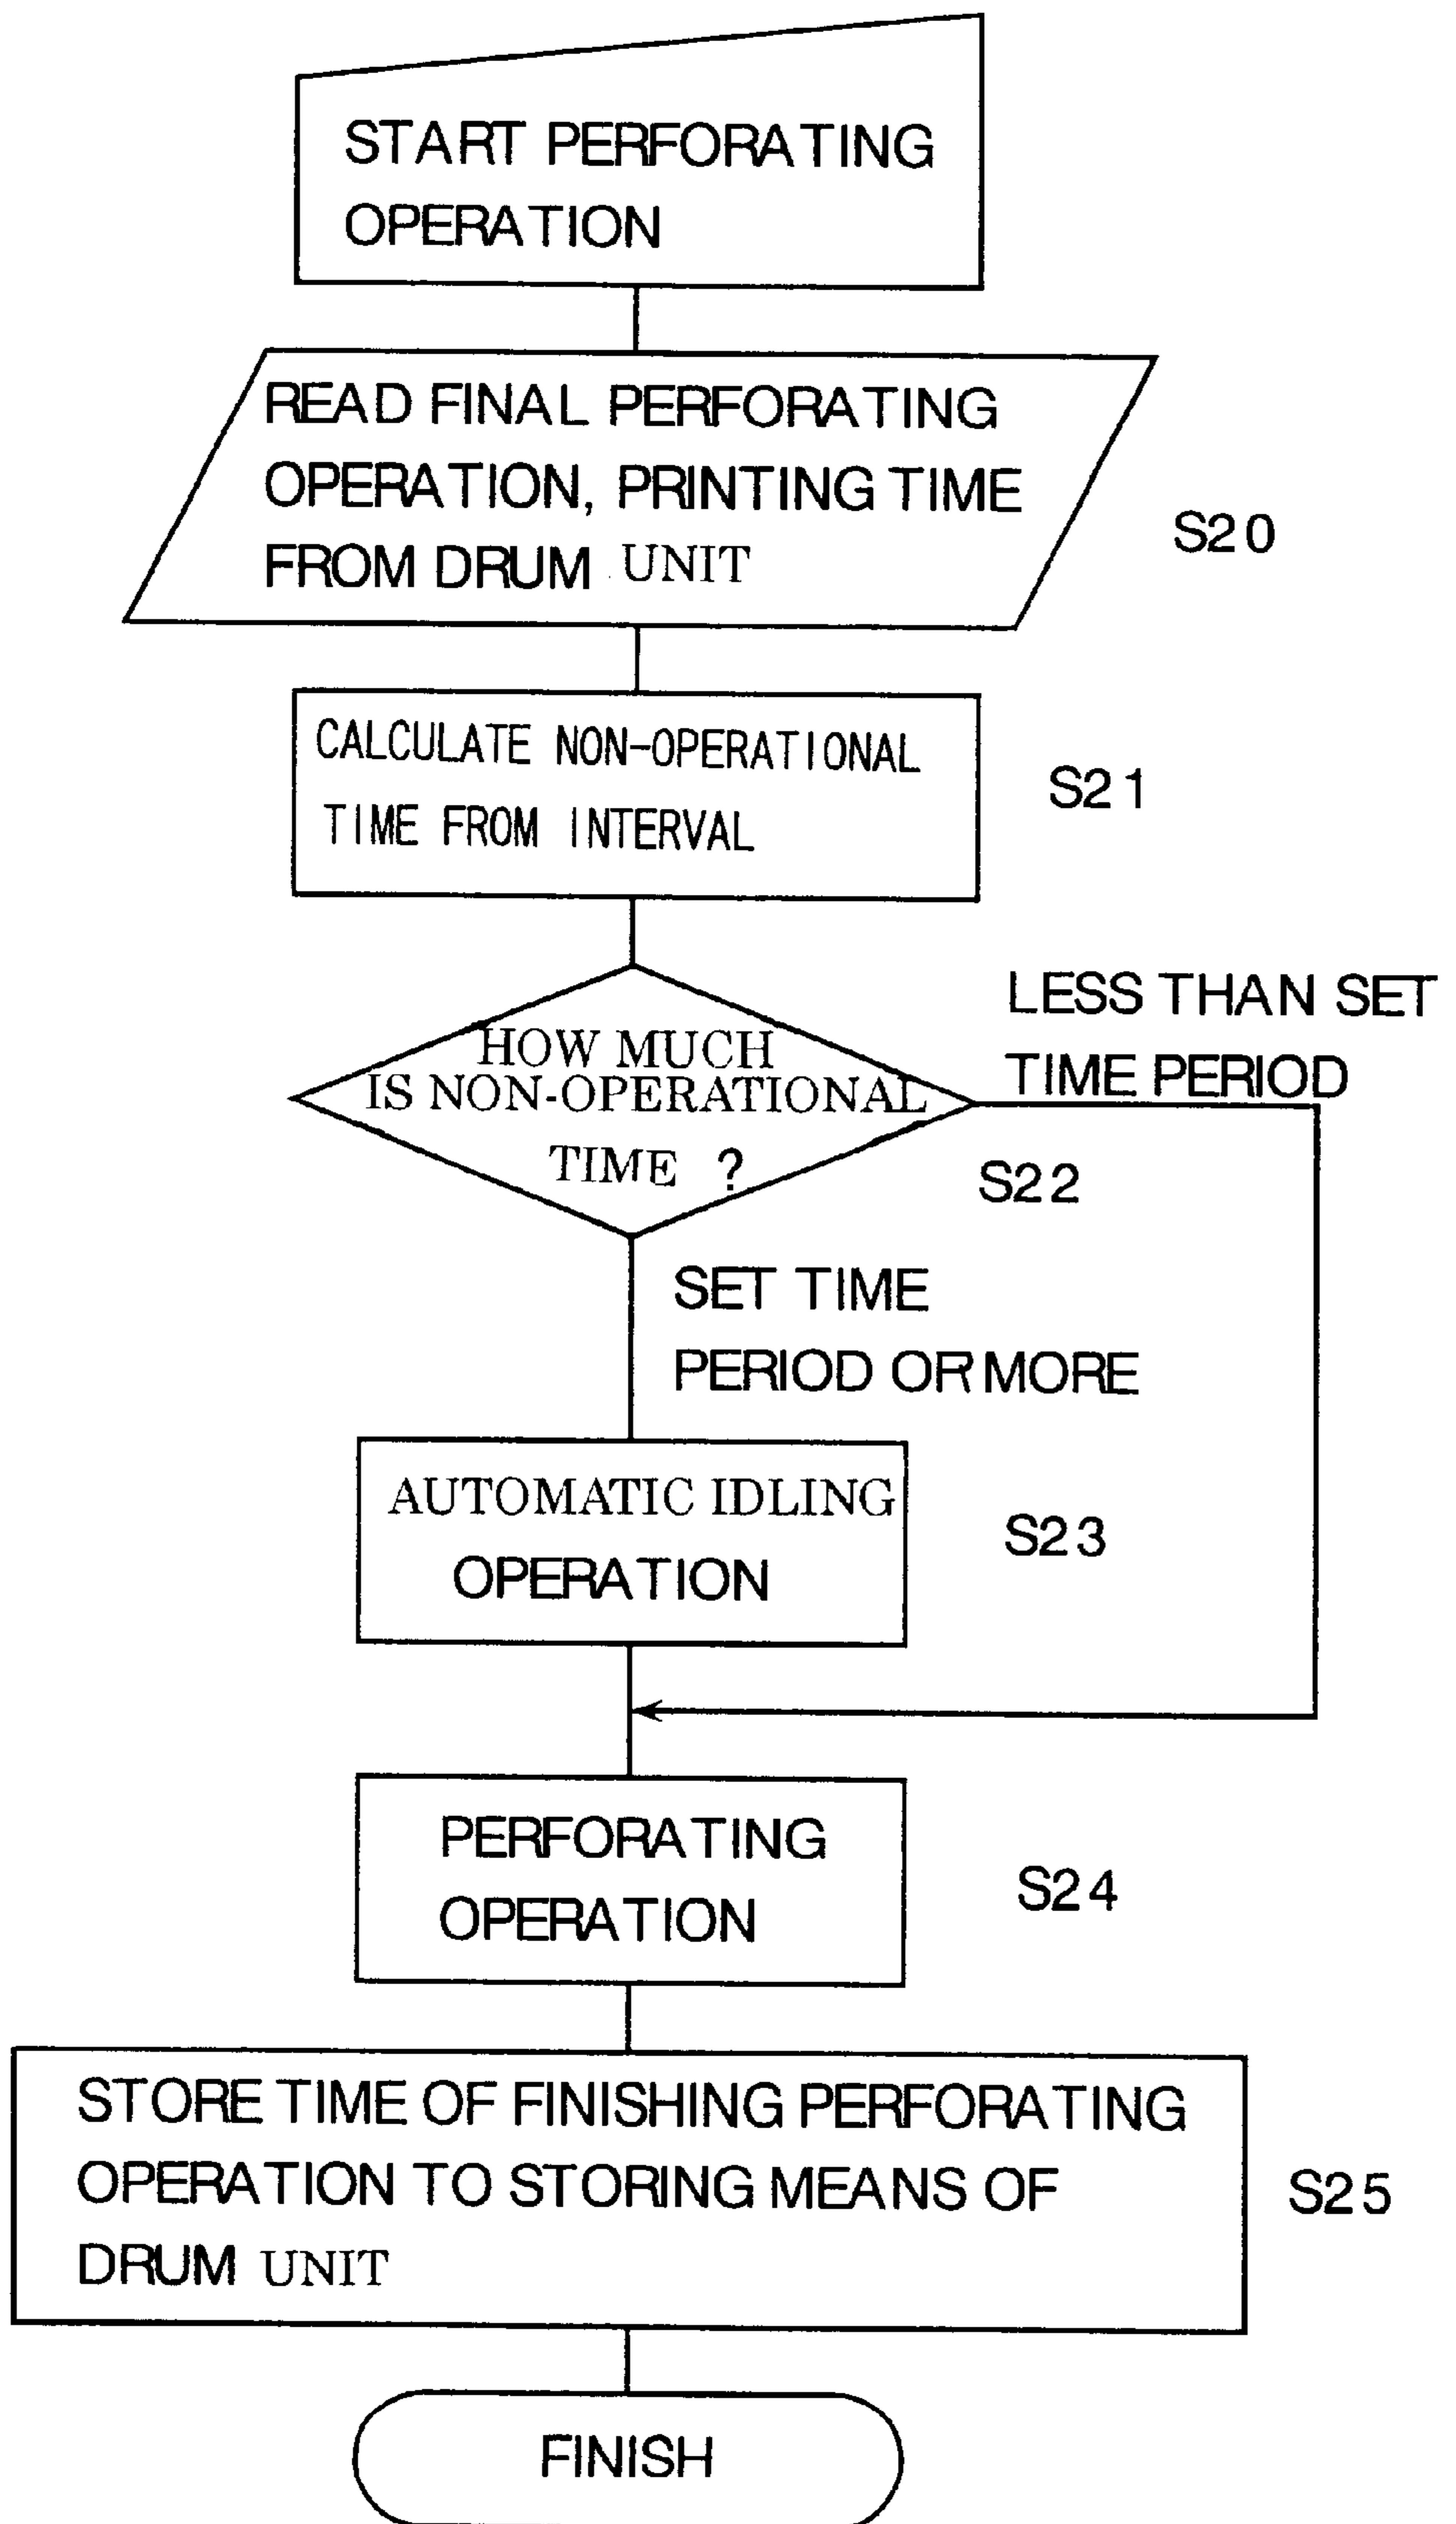 START PERFORATING
OPERATION
READ FINAL PERFORATING
OPERATION, PRINTING TIME
FROM DRUM UNIT
S20
CALCULATE NON-OPERATIONAL
TIME FROM INTERVAL
S21
LESS THAN SET
TIME PERIOD
HOW MUCH
IS NON-OPERATIONAL
TIME ?
S22
SET TIME
PERIOD OR MORE
AUTOMATIC IDLING
OPERATION
S23
PERFORATING
OPERATION
S24
STORE TIME OF FINISHING PERFORATING
OPERATION TO STORING MEANS OF
DRUM UNIT
S25
FINISH